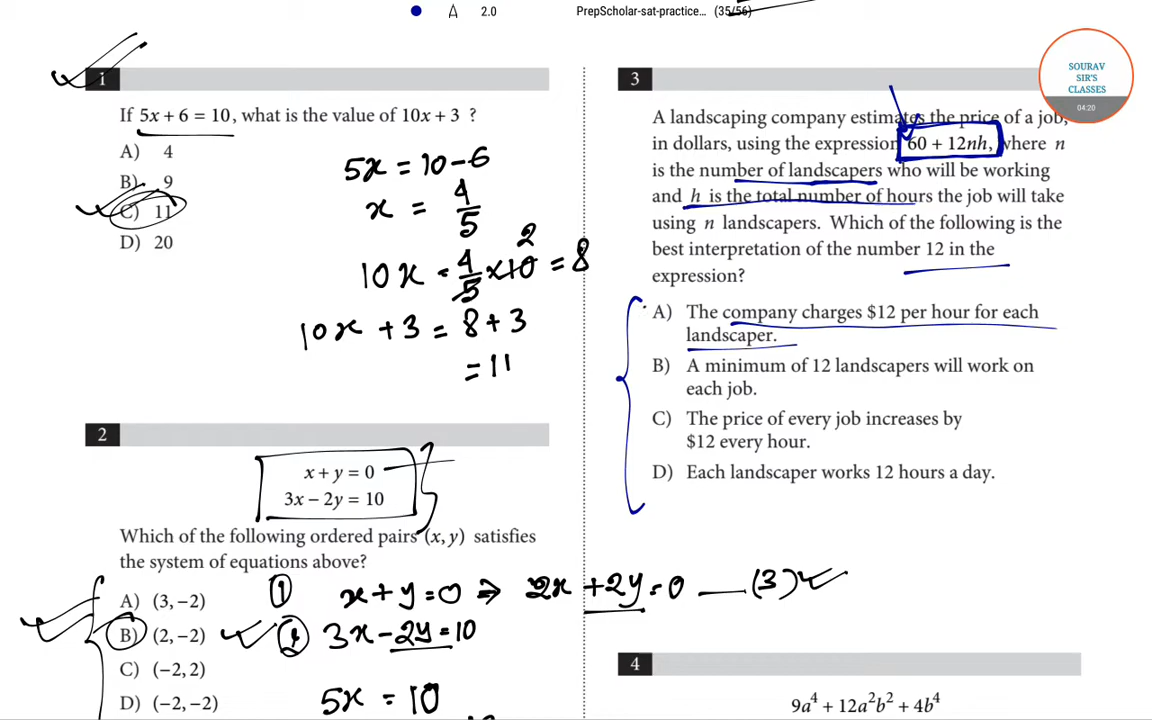 A 2.0 PrepScholar-sat-practice... (35/56)
SOURAV
SIR'S
CLASSES
04:20
1
If 5x + 6 = 10, what is the value of 10x + 3 ?
A) 4
B) 9
C) 11
D) 20
5x = 10 - 6
x = 4/5
10x = 4/5 × 10 = 8
2
10x + 3 = 8 + 3
= 11
2
x + y = 0
3x − 2y = 10
Which of the following ordered pairs (x, y) satisfies
the system of equations above?
A) (3, −2)
B) (2, −2)
C) (−2, 2)
D) (−2, −2)
① x + y = 0 ⇒ 2x + 2y = 0 — (3)
② 3x - 2y = 10
5x = 10
3
A landscaping company estimates the price of a job,
in dollars, using the expression 60 + 12nh, where n
is the number of landscapers who will be working
and h is the total number of hours the job will take
using n landscapers. Which of the following is the
best interpretation of the number 12 in the
expression?
A) The company charges $12 per hour for each
landscaper.
B) A minimum of 12 landscapers will work on
each job.
C) The price of every job increases by
$12 every hour.
D) Each landscaper works 12 hours a day.
4
9a⁴ + 12a²b² + 4b⁴